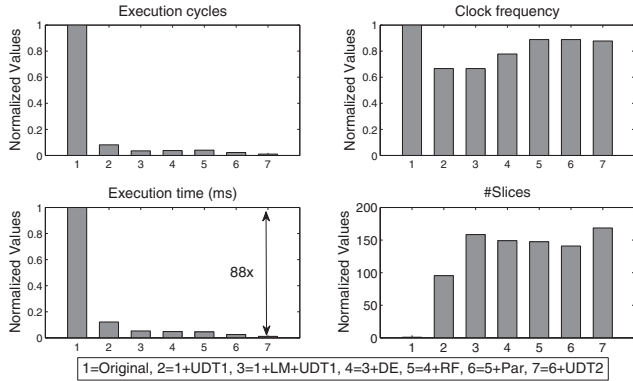 Execution cycles
Normalized Values
1
0.8
0.6
0.4
0.2
0
1 2 3 4 5 6 7
Clock frequency
Normalized Values
1
0.8
0.6
0.4
0.2
0
1 2 3 4 5 6 7
Execution time (ms)
Normalized Values
1
0.8
0.6
0.4
0.2
0
88x
1 2 3 4 5 6 7
#Slices
Normalized Values
200
150
100
50
0
1 2 3 4 5 6 7
1=Original, 2=1+UDT1, 3=1+LM+UDT1, 4=3+DE, 5=4+RF, 6=5+Par, 7=6+UDT2